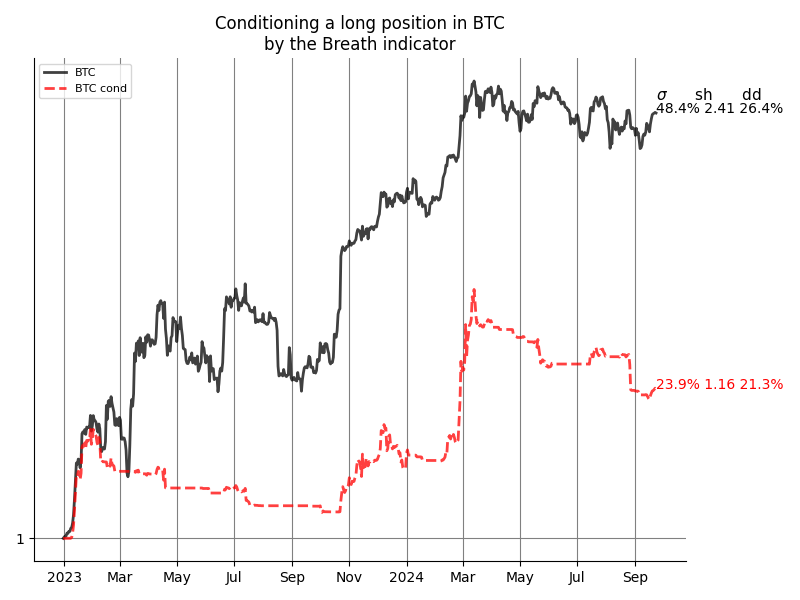 Conditioning a long position in BTC
by the Breath indicator
BTC
BTC cond
σ sh dd
48.4% 2.41 26.4%
23.9% 1.16 21.3%
1
2023 Mar May Jul Sep Nov 2024 Mar May Jul Sep